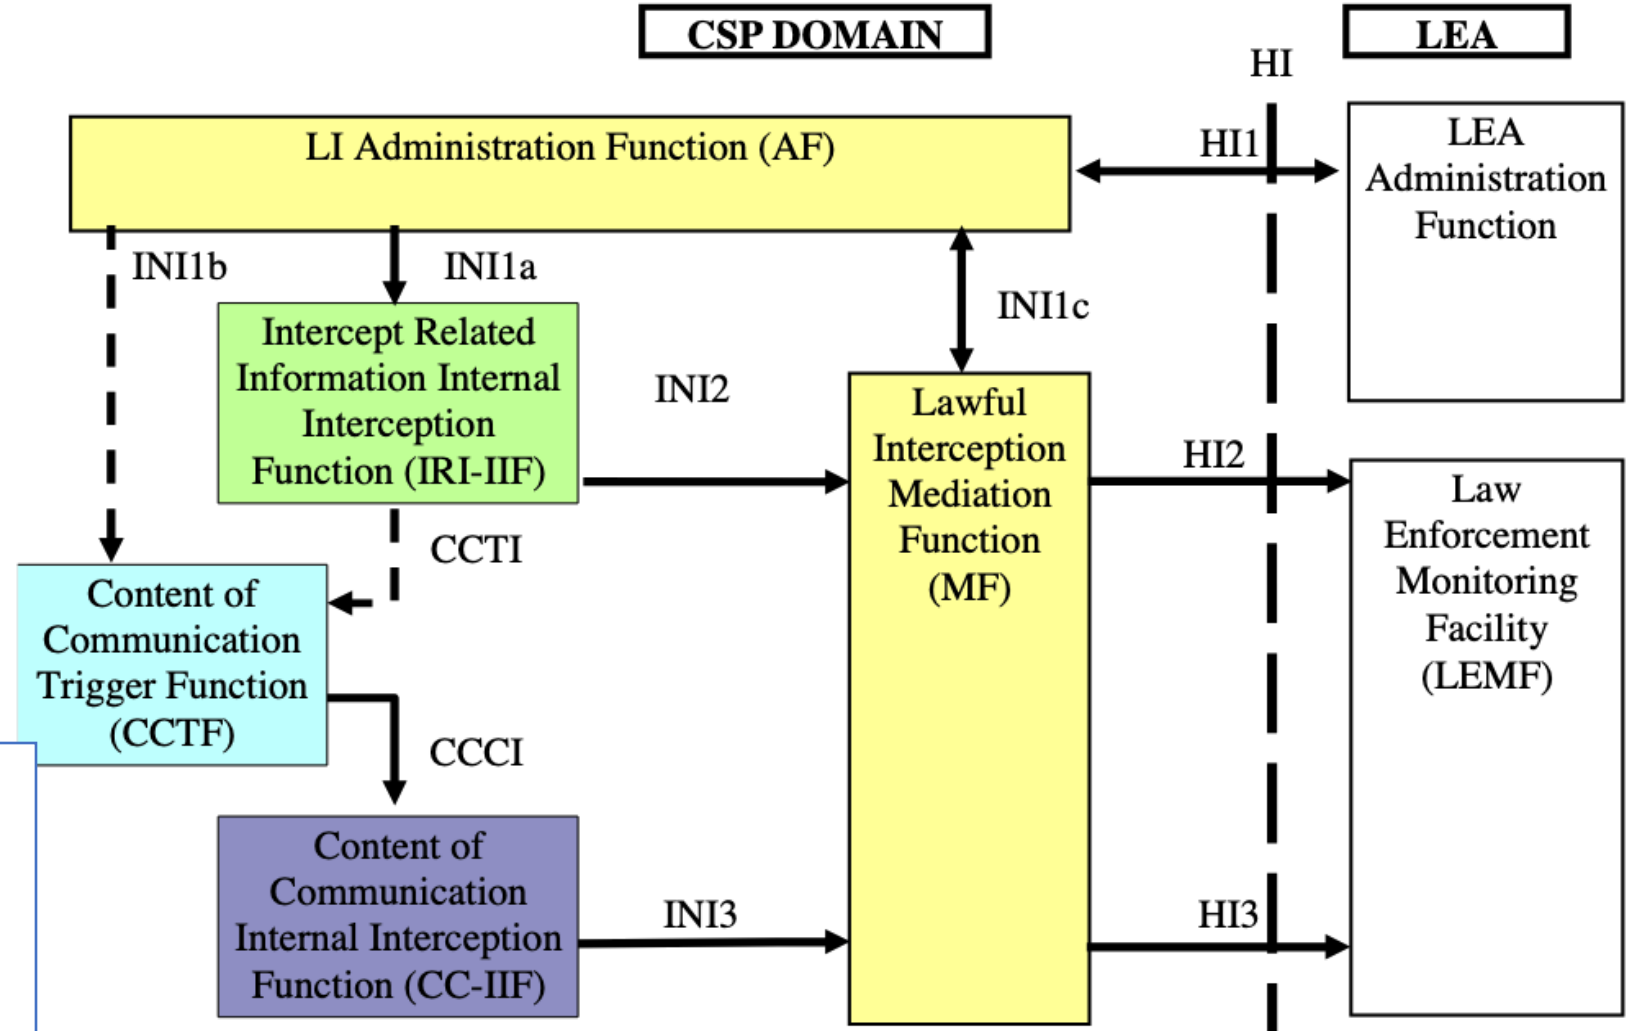 CSP DOMAIN
LEA
HI
LI Administration Function (AF)
HI1
LEA
Administration
Function
INI1b
INI1a
INI1c
Intercept Related
Information Internal
Interception
Function (IRI-IIF)
INI2
Lawful
Interception
Mediation
Function
(MF)
HI2
Law
Enforcement
Monitoring
Facility
(LEMF)
CCTI
Content of
Communication
Trigger Function
(CCTF)
CCCI
Content of
Communication
Internal Interception
Function (CC-IIF)
INI3
HI3